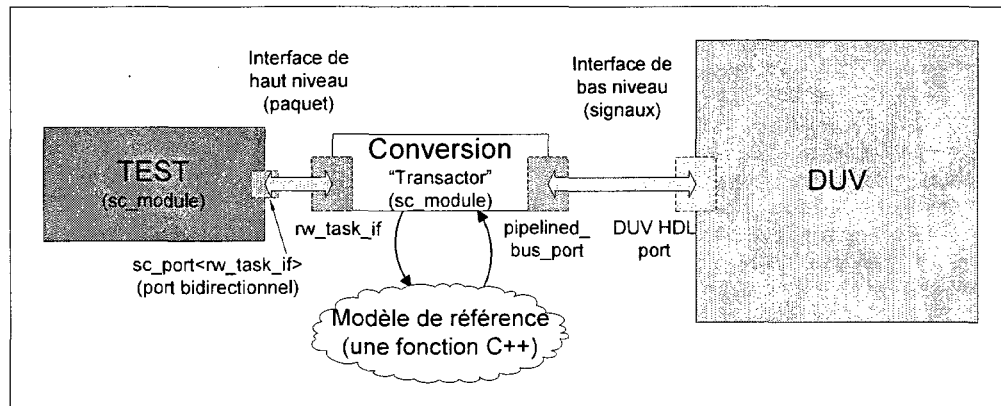 Interface de
haut niveau
(paquet)
Interface de
bas niveau
(signaux)
TEST
(sc_module)
Conversion
“Transactor”
(sc_module)
DUV
rw_task_if
pipelined_
bus_port
DUV HDL
port
sc_port<rw_task_if>
(port bidirectionnel)
Modèle de référence
(une fonction C++)